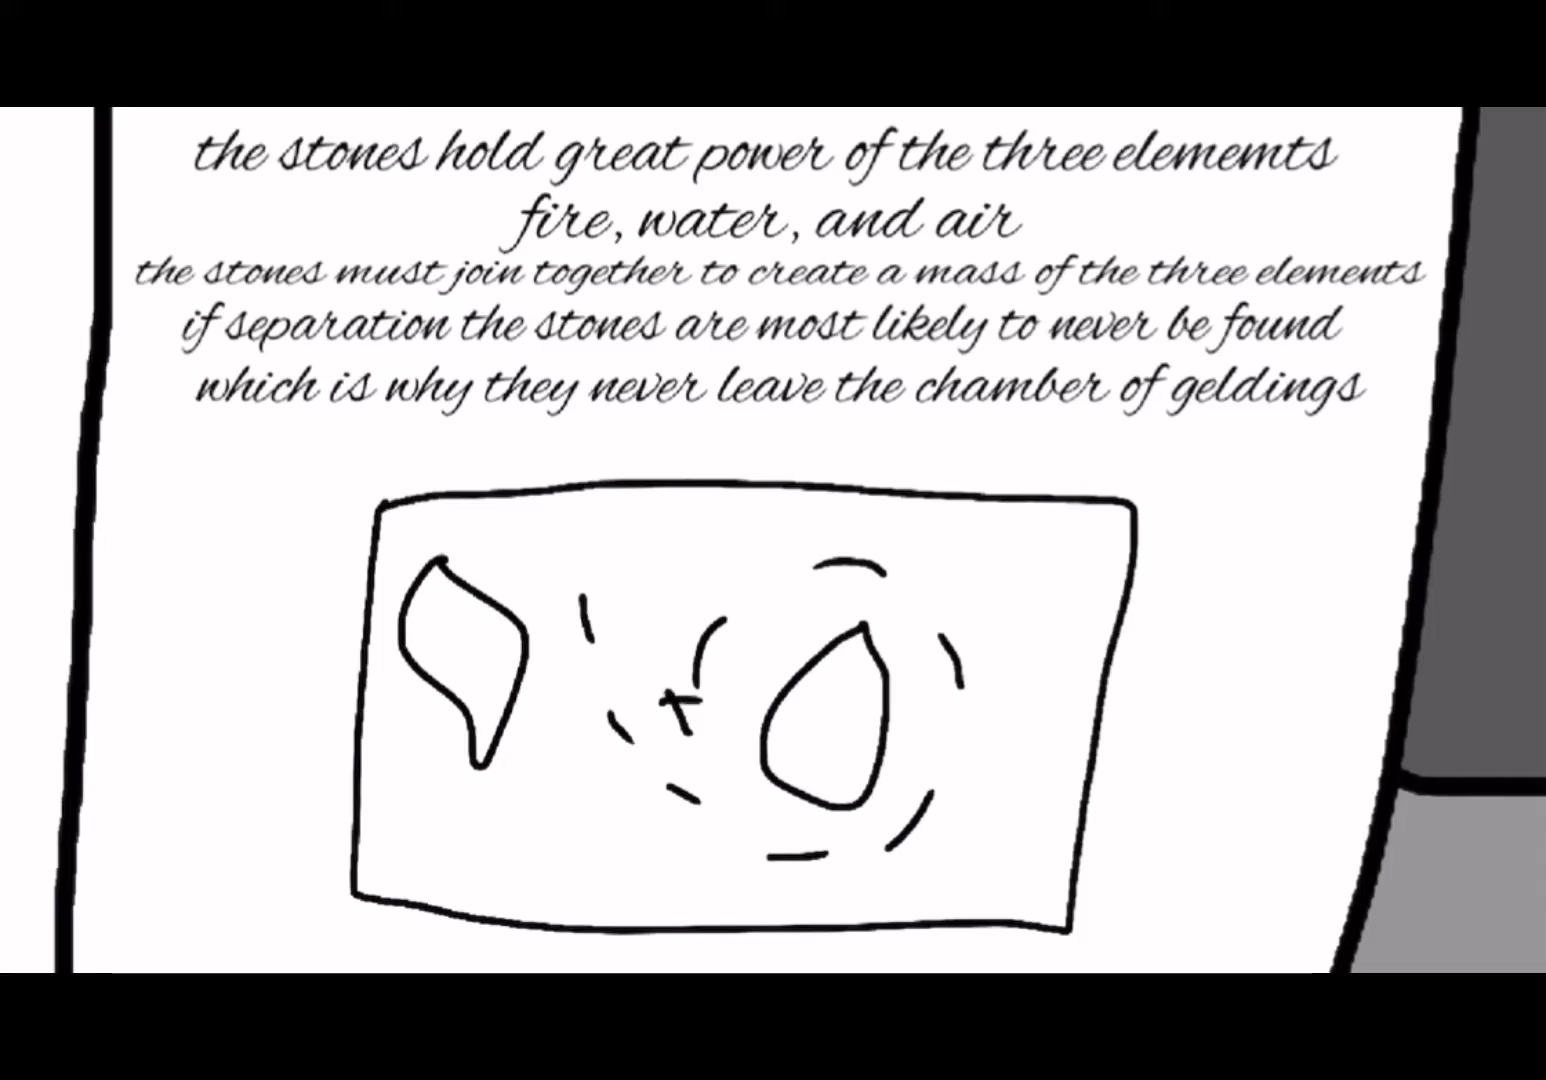 the stones hold great power of the three elememts
fire, water, and air
the stones must join together to create a mass of the three elements
if separation the stones are most likely to never be found
which is why they never leave the chamber of geldings